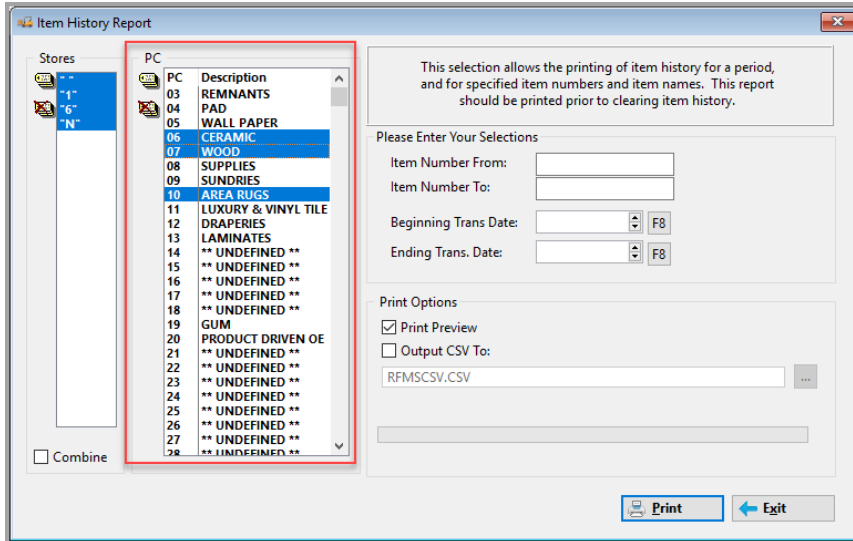 Item History Report
Stores
" "
"1"
"6"
"N"
Combine
PC
PC Description
03 REMNANTS
04 PAD
05 WALL PAPER
06 CERAMIC
07 WOOD
08 SUPPLIES
09 SUNDRIES
10 AREA RUGS
11 LUXURY & VINYL TILE
12 DRAPERIES
13 LAMINATES
14 ** UNDEFINED **
15 ** UNDEFINED **
16 ** UNDEFINED **
17 ** UNDEFINED **
18 ** UNDEFINED **
19 GUM
20 PRODUCT DRIVEN OE
21 ** UNDEFINED **
22 ** UNDEFINED **
23 ** UNDEFINED **
24 ** UNDEFINED **
25 ** UNDEFINED **
26 ** UNDEFINED **
27 ** UNDEFINED **
28 ** UNDEFINED **
This selection allows the printing of item history for a period,
and for specified item numbers and item names. This report
should be printed prior to clearing item history.
Please Enter Your Selections
Item Number From:
Item Number To:
Beginning Trans Date: F8
Ending Trans. Date: F8
Print Options
Print Preview
Output CSV To:
RFMSCSV.CSV ...
Print Exit